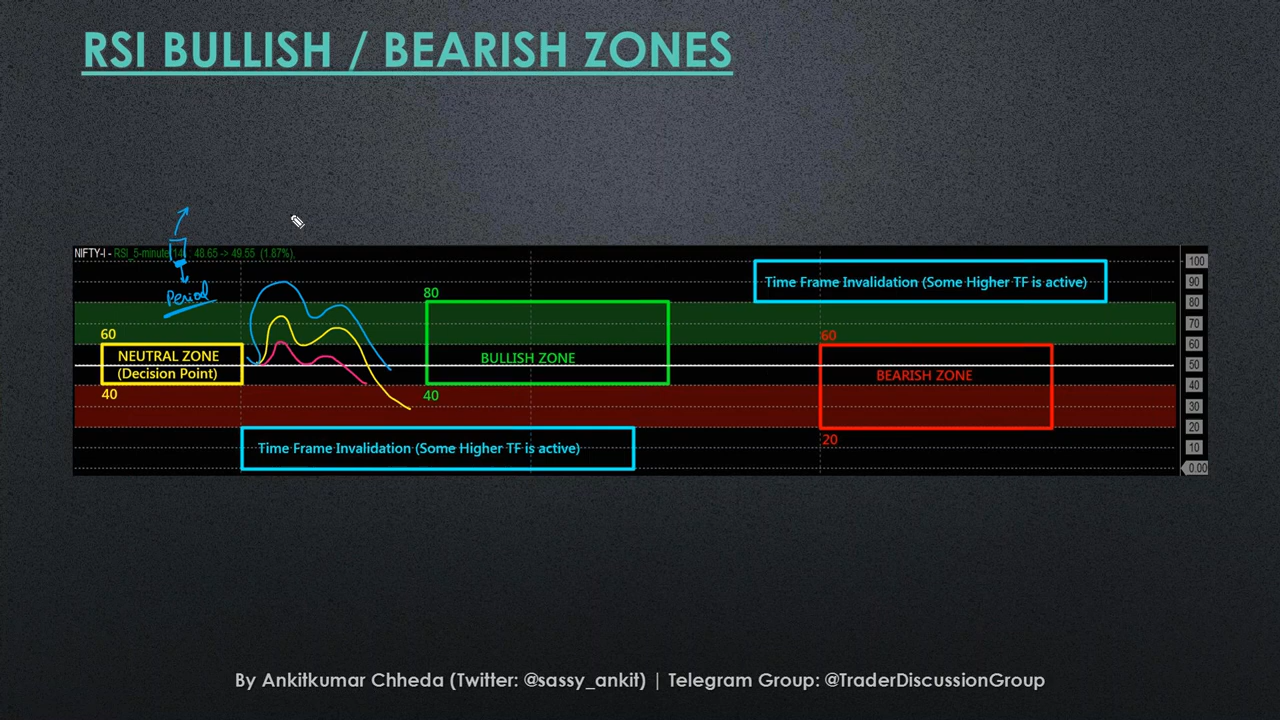 RSI BULLISH / BEARISH ZONES
NIFTY-I - RSI_5-minute(14) : 48.65 -> 49.55 (1.87%),
Period
Time Frame Invalidation (Some Higher TF is active)
80
60
60
NEUTRAL ZONE
(Decision Point)
BULLISH ZONE
BEARISH ZONE
40
40
20
Time Frame Invalidation (Some Higher TF is active)
100
90
80
70
60
50
40
30
20
10
0.00
By Ankitkumar Chheda (Twitter: @sassy_ankit) | Telegram Group: @TraderDiscussionGroup